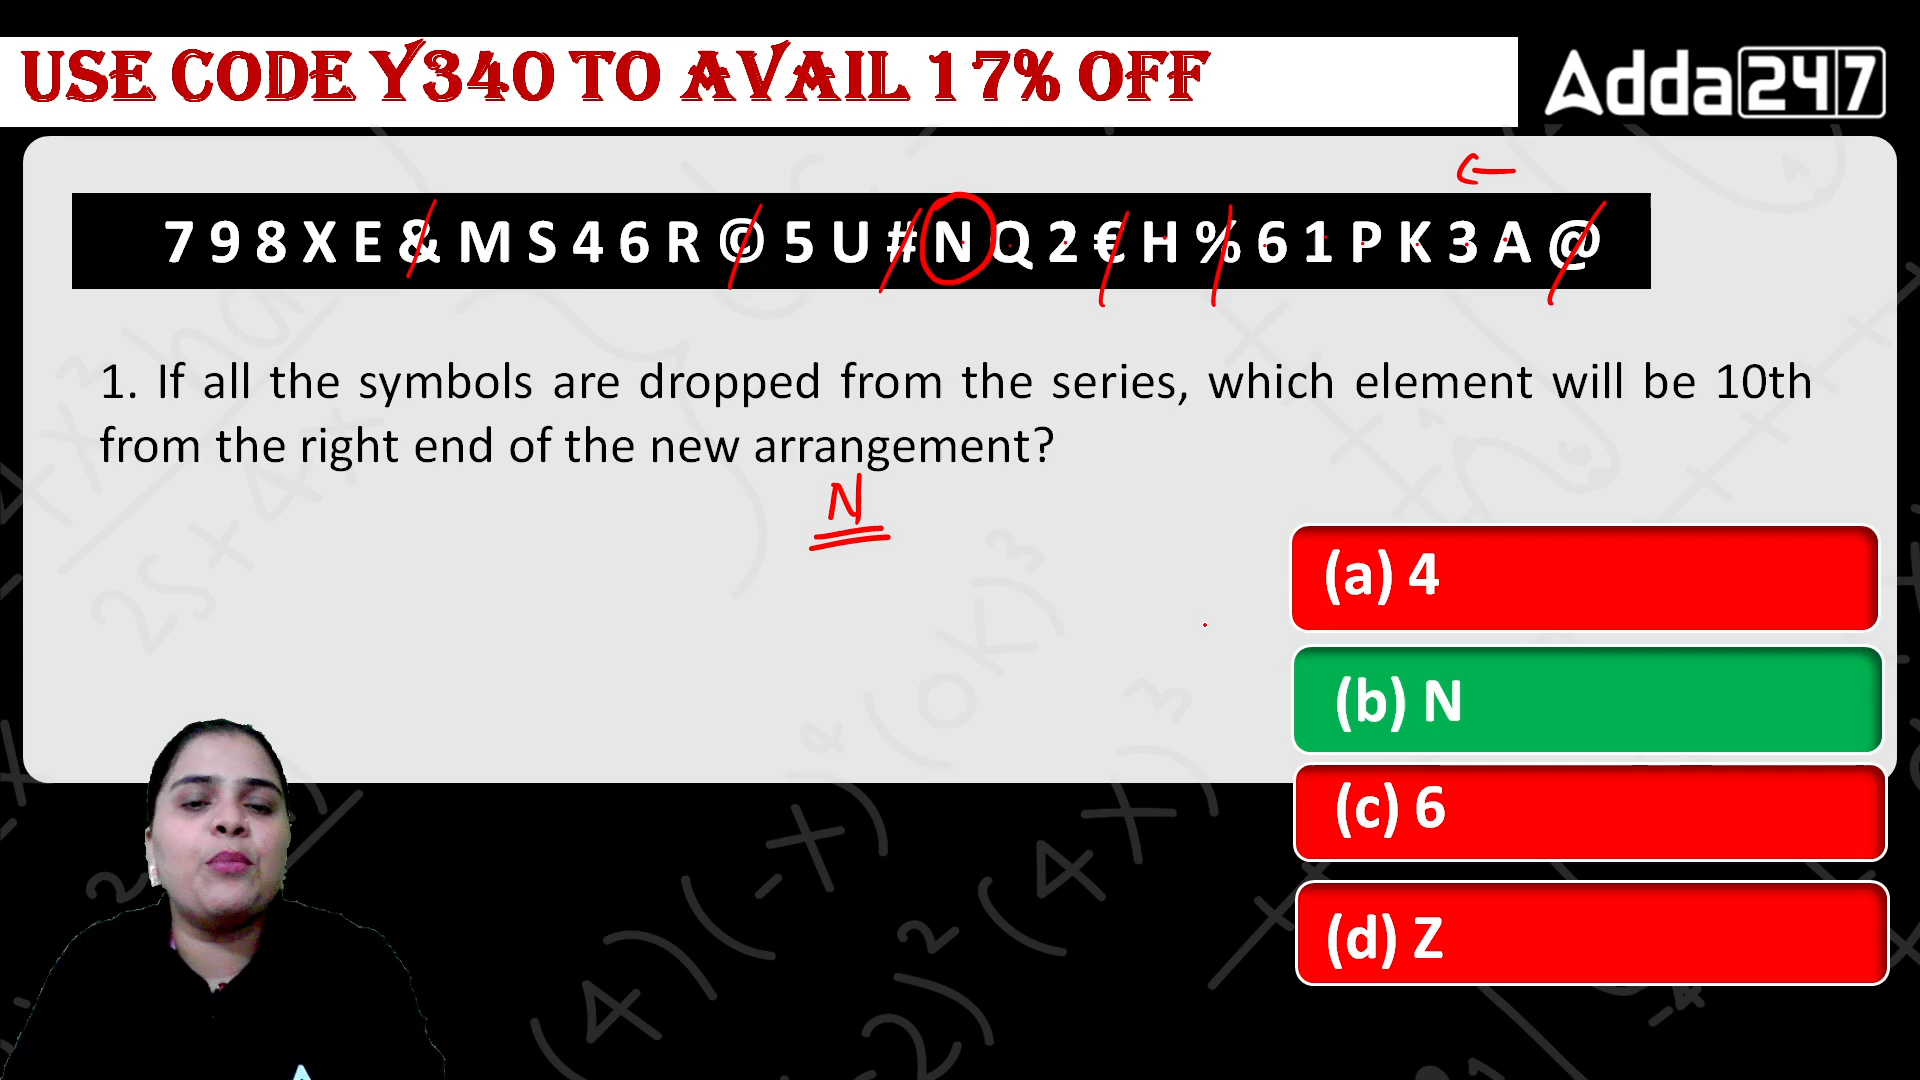 USE CODE Y340 TO AVAIL 17% OFF
Adda247
7 9 8 X E & M S 4 6 R © 5 U # N Q 2 € H % 6 1 P K 3 A @
1. If all the symbols are dropped from the series, which element will be 10th
from the right end of the new arrangement?
N
(a) 4
(b) N
(c) 6
(d) Z